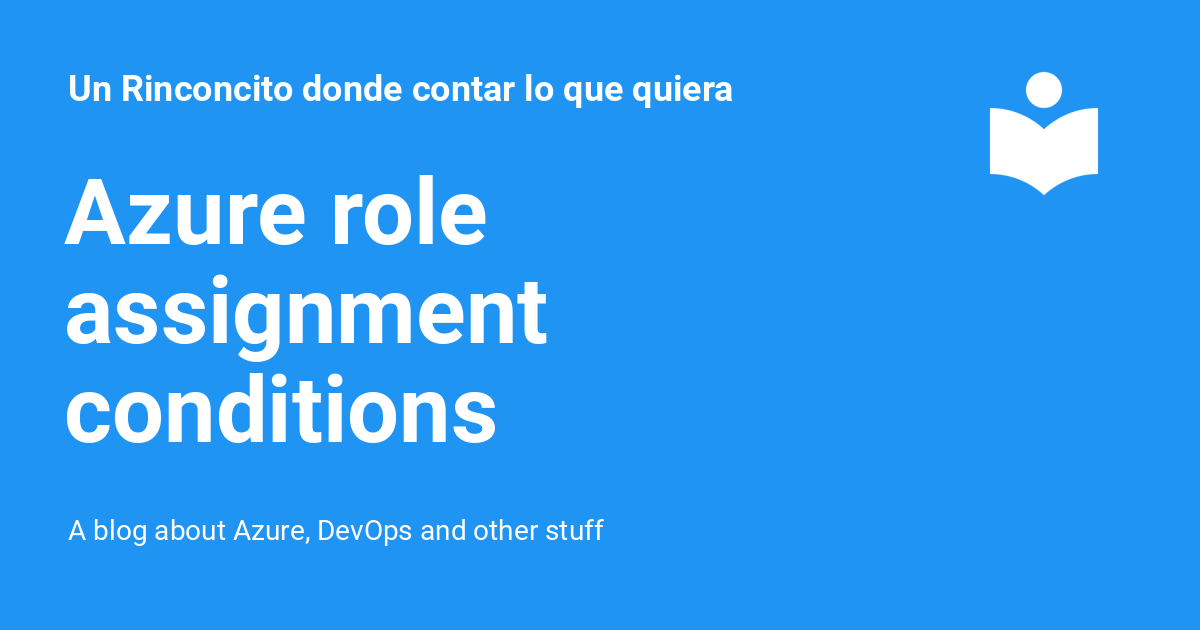 Un Rinconcito donde contar lo que quiera
Azure role
assignment
conditions
A blog about Azure, DevOps and other stuff